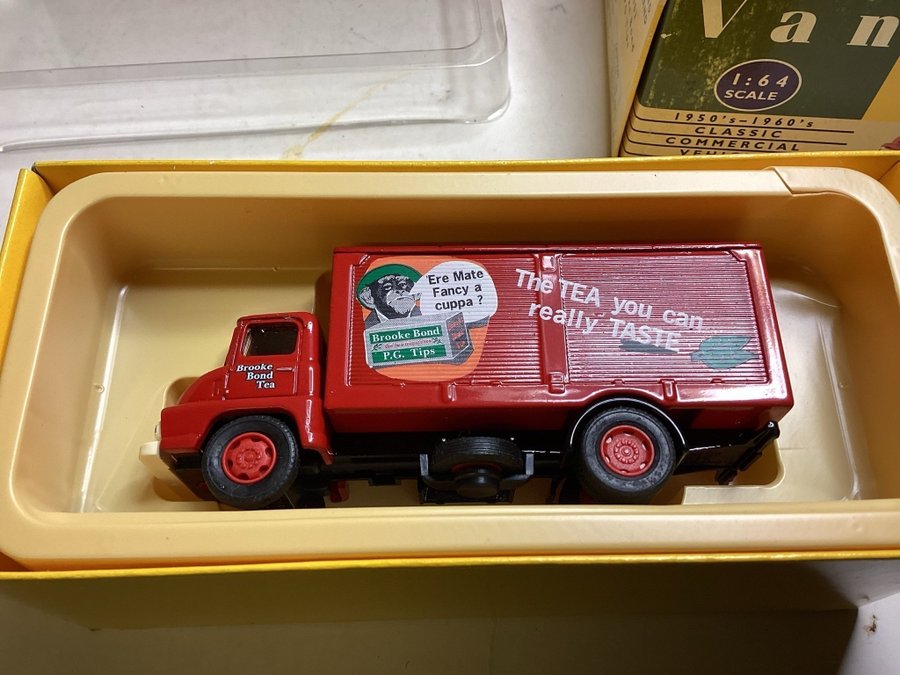 Van
1:64
SCALE
1950's–1960's
CLASSIC
COMMERCIAL
'Ere Mate
Fancy a
cuppa ?
Brooke Bond
P.G. Tips
The TEA you can...
really TASTE
Brooke
Bond
Tea